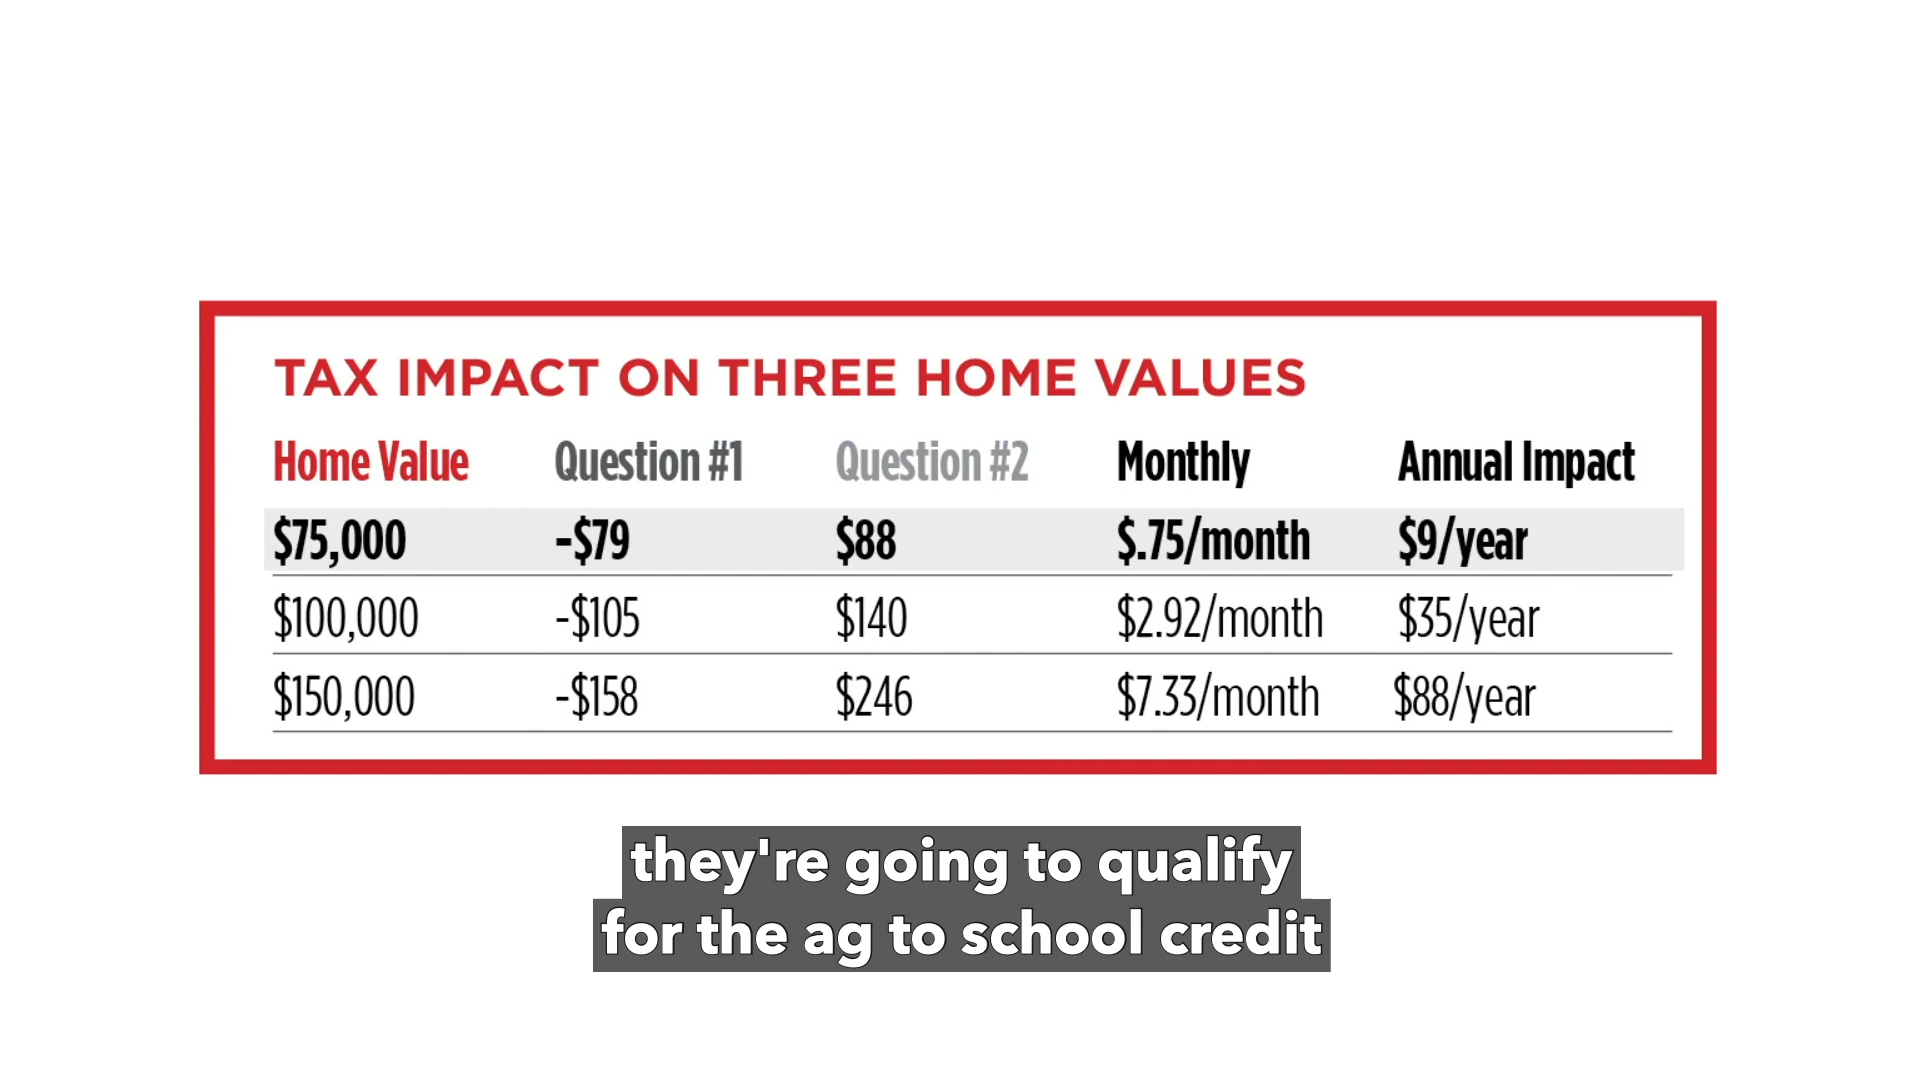 TAX IMPACT ON THREE HOME VALUES
Home Value Question #1 Question #2 Monthly Annual Impact
$75,000 -$79 $88 $.75/month $9/year
$100,000 -$105 $140 $2.92/month $35/year
$150,000 -$158 $246 $7.33/month $88/year
they're going to qualify
for the ag to school credit